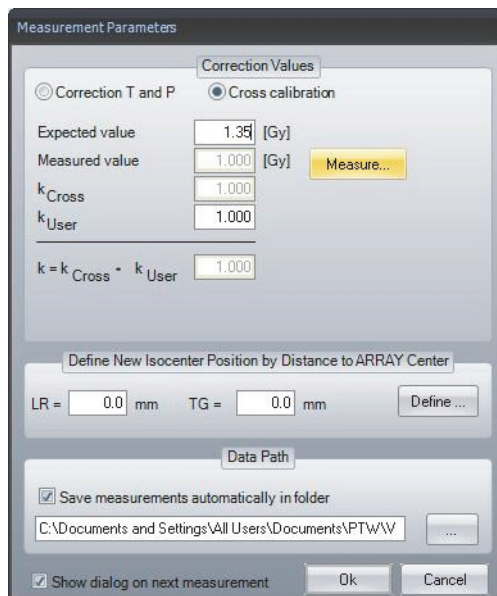 Measurement Parameters
Correction Values
Correction T and P Cross calibration
Expected value 1.35 [Gy]
Measured value 1.000 [Gy] Measure...
kCross 1.000
kUser 1.000
k = kCross • kUser 1.000
Define New Isocenter Position by Distance to ARRAY Center
LR = 0.0 mm TG = 0.0 mm Define ...
Data Path
Save measurements automatically in folder
C:\Documents and Settings\All Users\Documents\PTW\V ...
Show dialog on next measurement Ok Cancel